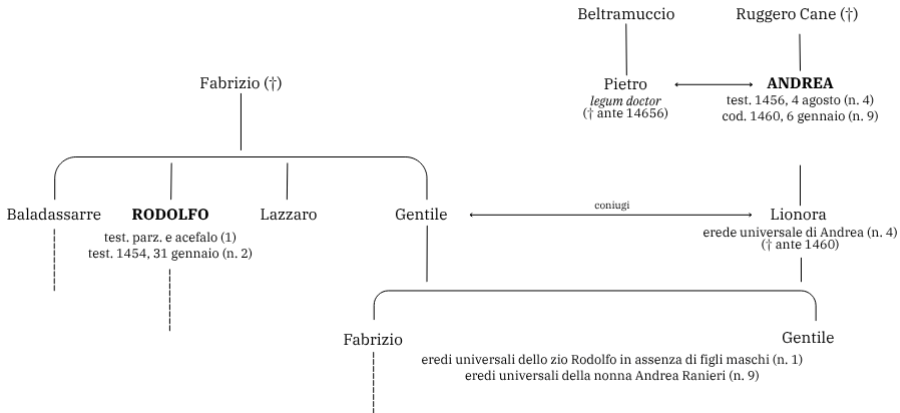 Beltramuccio
Ruggero Cane (†)
Fabrizio (†)
Pietro
legum doctor
(† ante 14656)
ANDREA
test. 1456, 4 agosto (n. 4)
cod. 1460, 6 gennaio (n. 9)
Baladassarre
RODOLFO
test. parz. e acefalo (1)
test. 1454, 31 gennaio (n. 2)
Lazzaro
Gentile
coniugi
Lionora
erede universale di Andrea (n. 4)
(† ante 1460)
Fabrizio
Gentile
eredi universali dello zio Rodolfo in assenza di figli maschi (n. 1)
eredi universali della nonna Andrea Ranieri (n. 9)